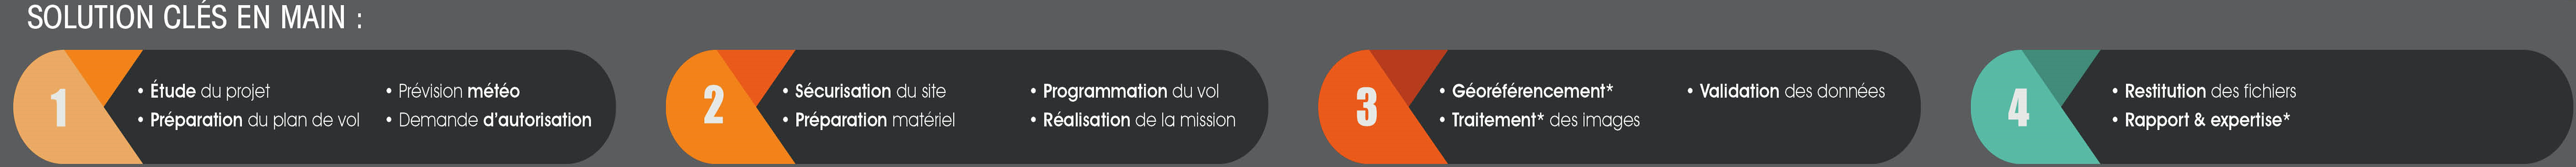 SOLUTION CLÉS EN MAIN :
1
• Étude du projet
• Préparation du plan de vol
• Prévision météo
• Demande d'autorisation
2
• Sécurisation du site
• Préparation matériel
• Programmation du vol
• Réalisation de la mission
3
• Géoréférencement*
• Traitement* des images
• Validation des données
4
• Restitution des fichiers
• Rapport & expertise*